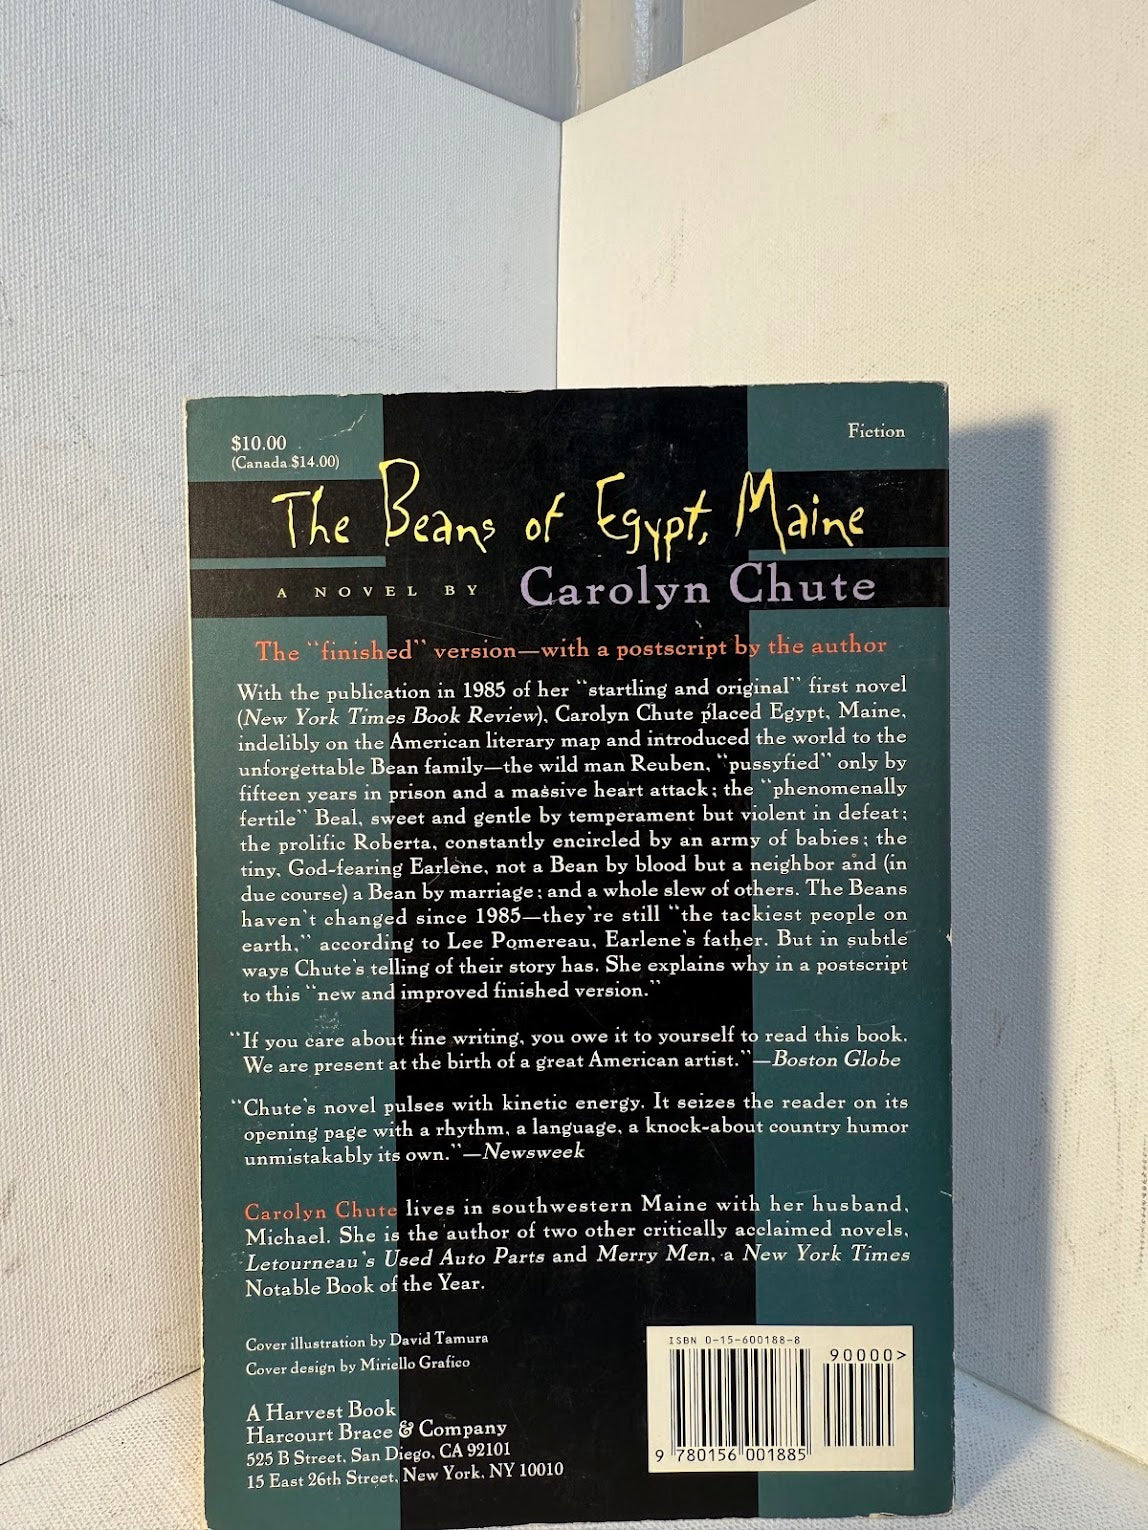 $10.00
(Canada $14.00)
Fiction
The Beans of Egypt, Maine
A NOVEL BY Carolyn Chute
The "finished" version—with a postscript by the author
With the publication in 1985 of her "startling and original" first novel
(New York Times Book Review), Carolyn Chute placed Egypt, Maine,
indelibly on the American literary map and introduced the world to the
unforgettable Bean family—the wild man Reuben, "pussyfied" only by
fifteen years in prison and a massive heart attack; the "phenomenally
fertile" Beal, sweet and gentle by temperament but violent in defeat;
the prolific Roberta, constantly encircled by an army of babies; the
tiny, God-fearing Earlene, not a Bean by blood but a neighbor and (in
due course) a Bean by marriage; and a whole slew of others. The Beans
haven't changed since 1985—they're still "the tackiest people on
earth," according to Lee Pomereau, Earlene's father. But in subtle
ways Chute's telling of their story has. She explains why in a postscript
to this "new and improved finished version."
"If you care about fine writing, you owe it to yourself to read this book.
We are present at the birth of a great American artist."—Boston Globe
"Chute's novel pulses with kinetic energy. It seizes the reader on its
opening page with a rhythm, a language, a knock-about country humor
unmistakably its own."—Newsweek
Carolyn Chute lives in southwestern Maine with her husband,
Michael. She is the author of two other critically acclaimed novels,
Letourneau's Used Auto Parts and Merry Men, a New York Times
Notable Book of the Year.
Cover illustration by David Tamura
Cover design by Miriello Grafico
A Harvest Book
Harcourt Brace & Company
525 B Street, San Diego, CA 92101
15 East 26th Street, New York, NY 10010
ISBN 0-15-600188-8
90000>
9 780156 001885